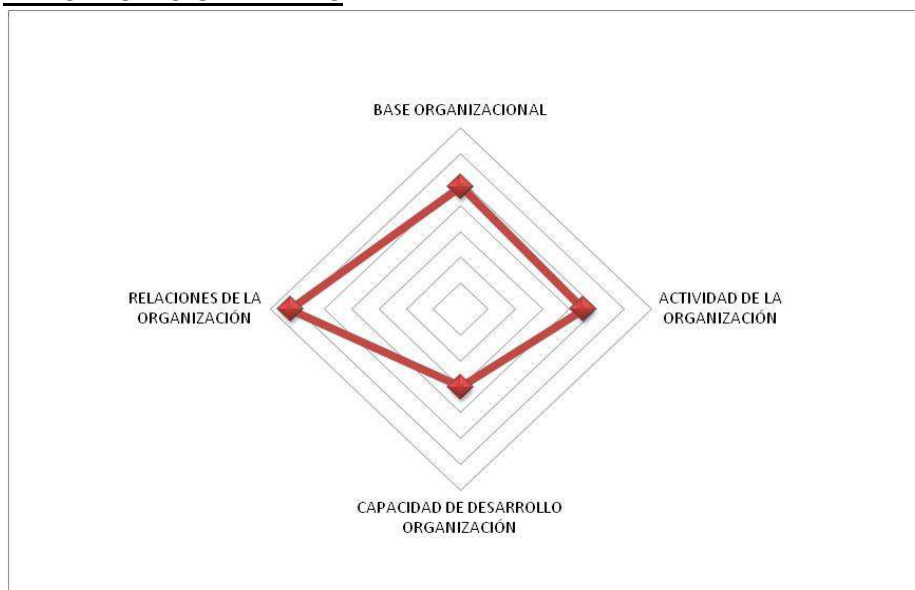 BASE ORGANIZACIONAL
RELACIONES DE LA
ORGANIZACIÓN
ACTIVIDAD DE LA
ORGANIZACIÓN
CAPACIDAD DE DESARROLLO
ORGANIZACIÓN